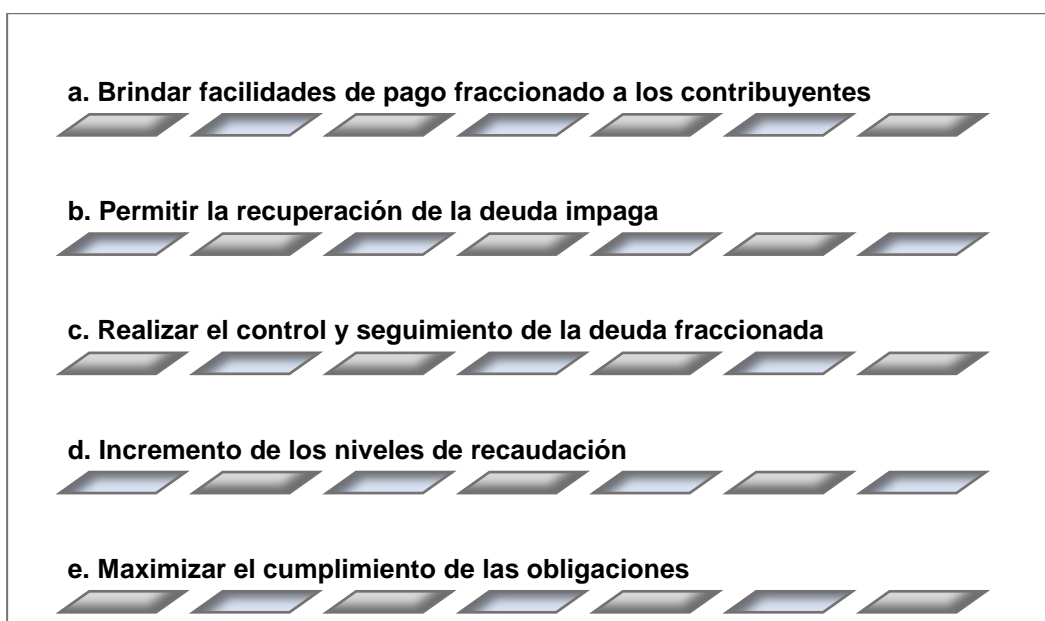 a. Brindar facilidades de pago fraccionado a los contribuyentes
b. Permitir la recuperación de la deuda impaga
c. Realizar el control y seguimiento de la deuda fraccionada
d. Incremento de los niveles de recaudación
e. Maximizar el cumplimiento de las obligaciones